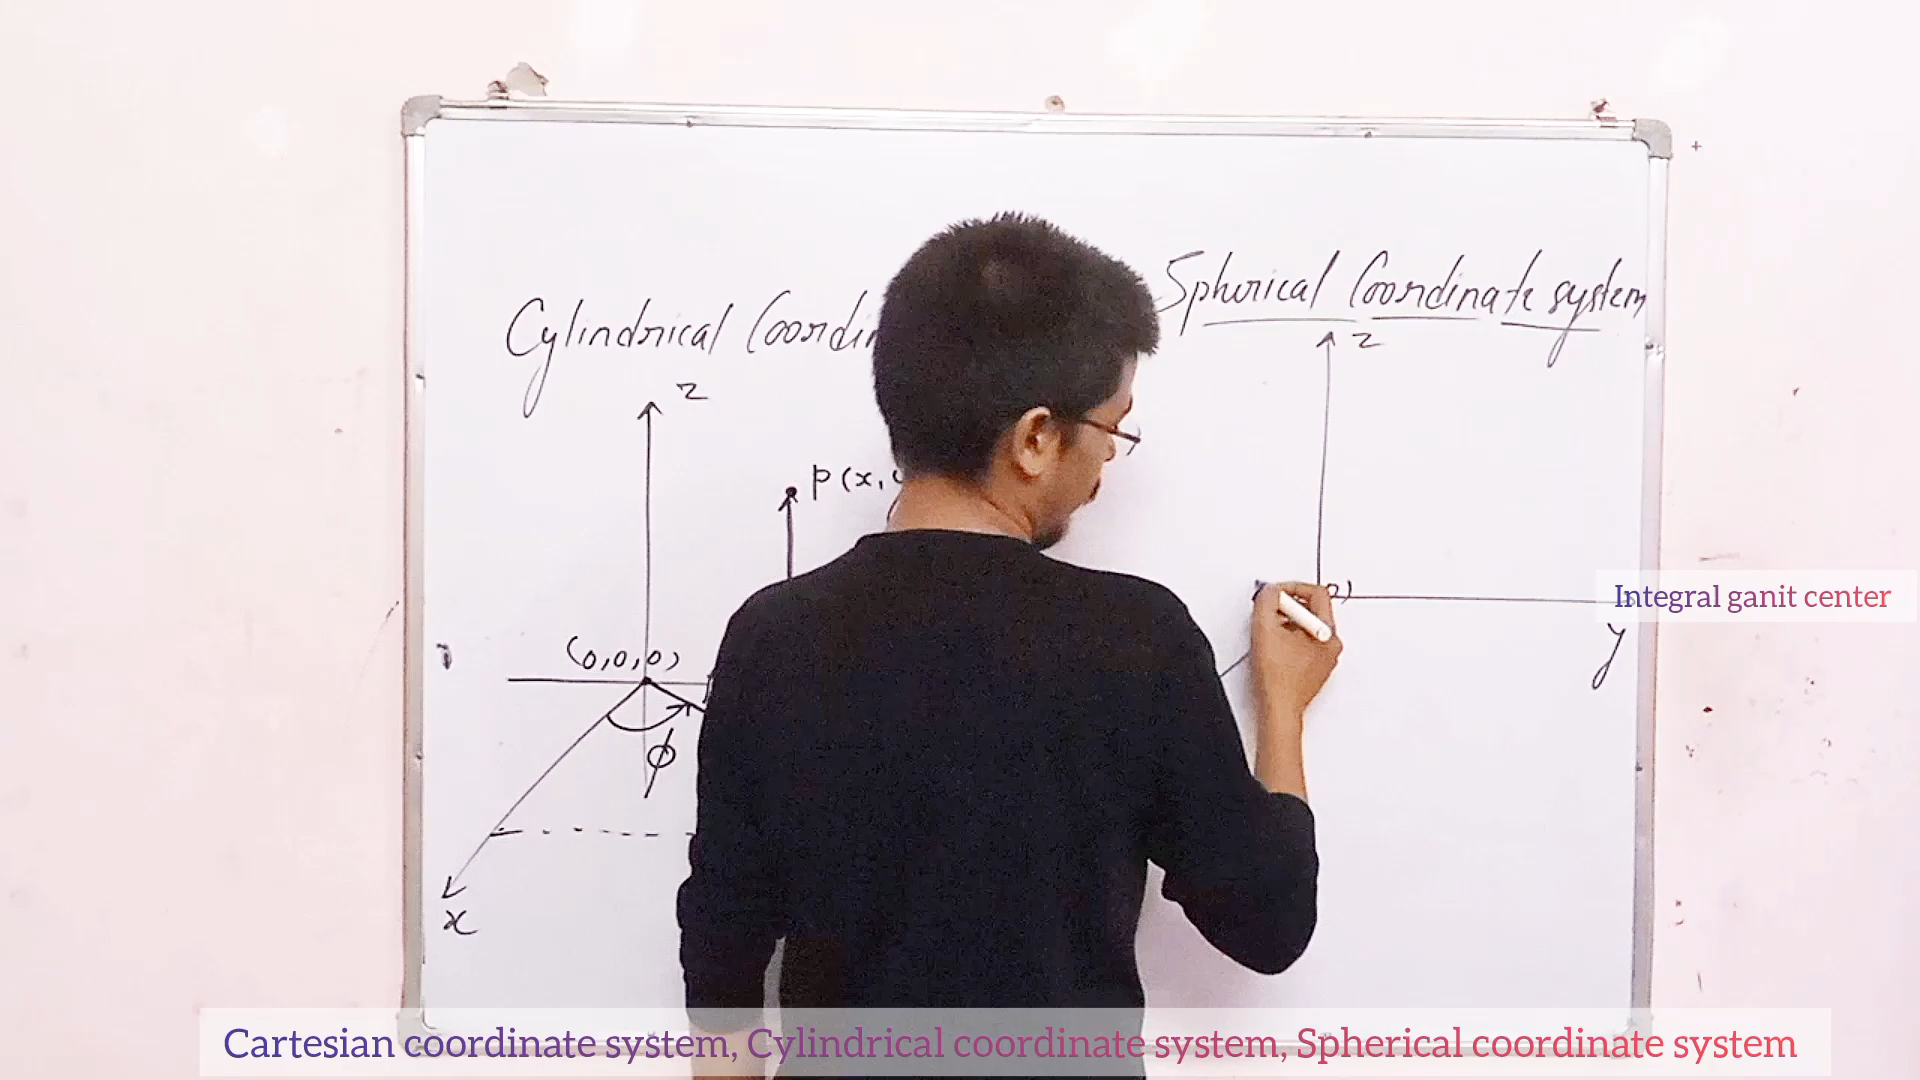 Spherical Coordinate system
Cylindrical
z
z
P(x,
Integral ganit center
y
(0,0,0)
ϕ
x
Cartesian coordinate system, Cylindrical coordinate system, Spherical coordinate system